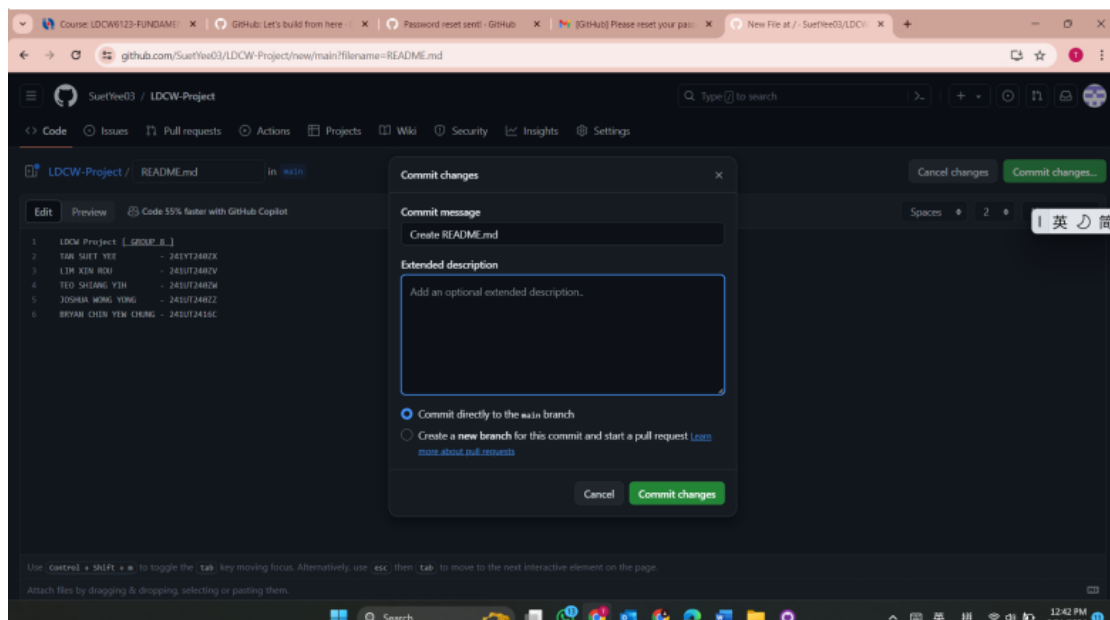 Course: LDCW6123-FUNDAME
GitHub: Let's build from here ·
Password reset sent! · GitHub
[GitHub] Please reset your pass
New File at / · SuetYee03/LDCW
github.com/SuetYee03/LDCW-Project/new/main?filename=README.md
T
SuetYee03 / LDCW-Project
Type / to search
Code
Issues
Pull requests
Actions
Projects
Wiki
Security
Insights
Settings
LDCW-Project / README.md in main
Cancel changes
Commit changes...
Edit
Preview
Code 55% faster with GitHub Copilot
Spaces
2
英
简
1 LDCW Project [ GROUP 8 ]
2 TAN SUET YEE - 241YT240ZX
3 LIM XIN ROU - 241UT240ZV
4 TEO SHIANG YIH - 241UT240ZW
5 JOSHUA WONG YONG - 241UT240ZZ
6 BRYAN CHIN YEW CHUNG - 241UT2416C
Commit changes
Commit message
Create README.md
Extended description
Add an optional extended description..
Commit directly to the main branch
Create a new branch for this commit and start a pull request Learn
more about pull requests
Cancel
Commit changes
Use Control + Shift + m to toggle the tab key moving focus. Alternatively, use esc then tab to move to the next interactive element on the page.
Attach files by dragging & dropping, selecting or pasting them.
Search
英
拼
12:42 PM